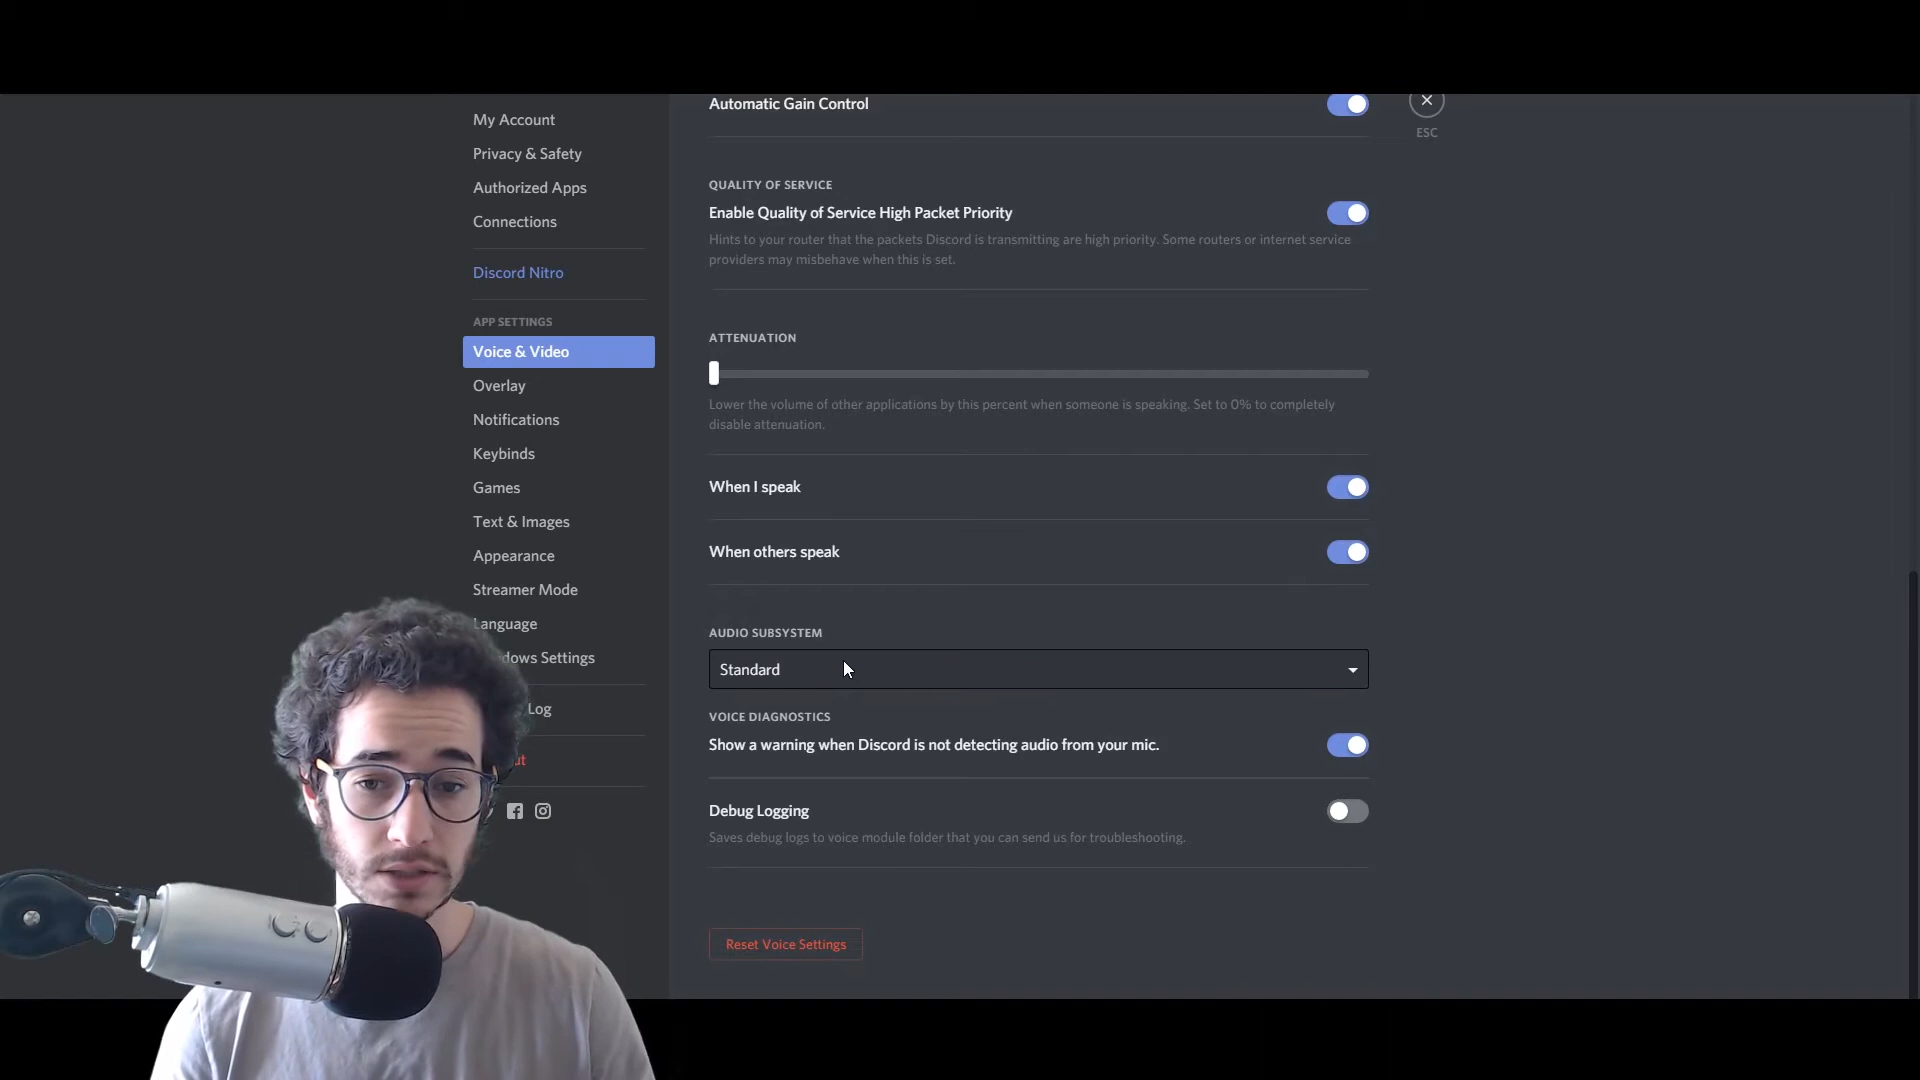 My Account
Privacy & Safety
Authorized Apps
Connections
Discord Nitro
APP SETTINGS
Voice & Video
Overlay
Notifications
Keybinds
Games
Text & Images
Appearance
Streamer Mode
Language
dows Settings
Log
ut
Automatic Gain Control
ESC
QUALITY OF SERVICE
Enable Quality of Service High Packet Priority
Hints to your router that the packets Discord is transmitting are high priority. Some routers or internet service
providers may misbehave when this is set.
ATTENUATION
Lower the volume of other applications by this percent when someone is speaking. Set to 0% to completely
disable attenuation.
When I speak
When others speak
AUDIO SUBSYSTEM
Standard
VOICE DIAGNOSTICS
Show a warning when Discord is not detecting audio from your mic.
Debug Logging
Saves debug logs to voice module folder that you can send us for troubleshooting.
Reset Voice Settings